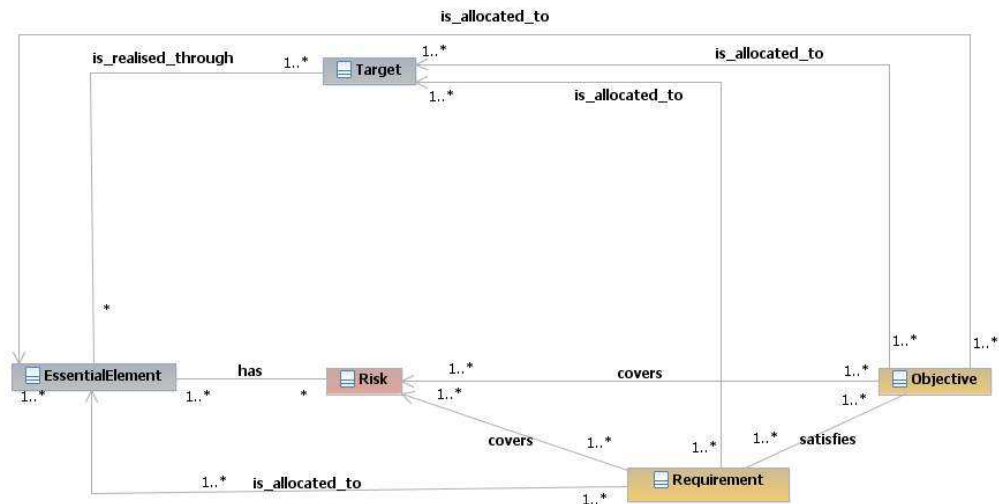 is_allocated_to
is_realised_through
1..*
Target
1..*
is_allocated_to
1..*
is_allocated_to
*
1..*
1..*
EssentialElement
has
Risk
1..*
covers
1..*
Objective
1..*
1..*
*
1..*
1..*
covers
1..*
1..*
satisfies
1..*
1..*
is_allocated_to
1..*
Requirement